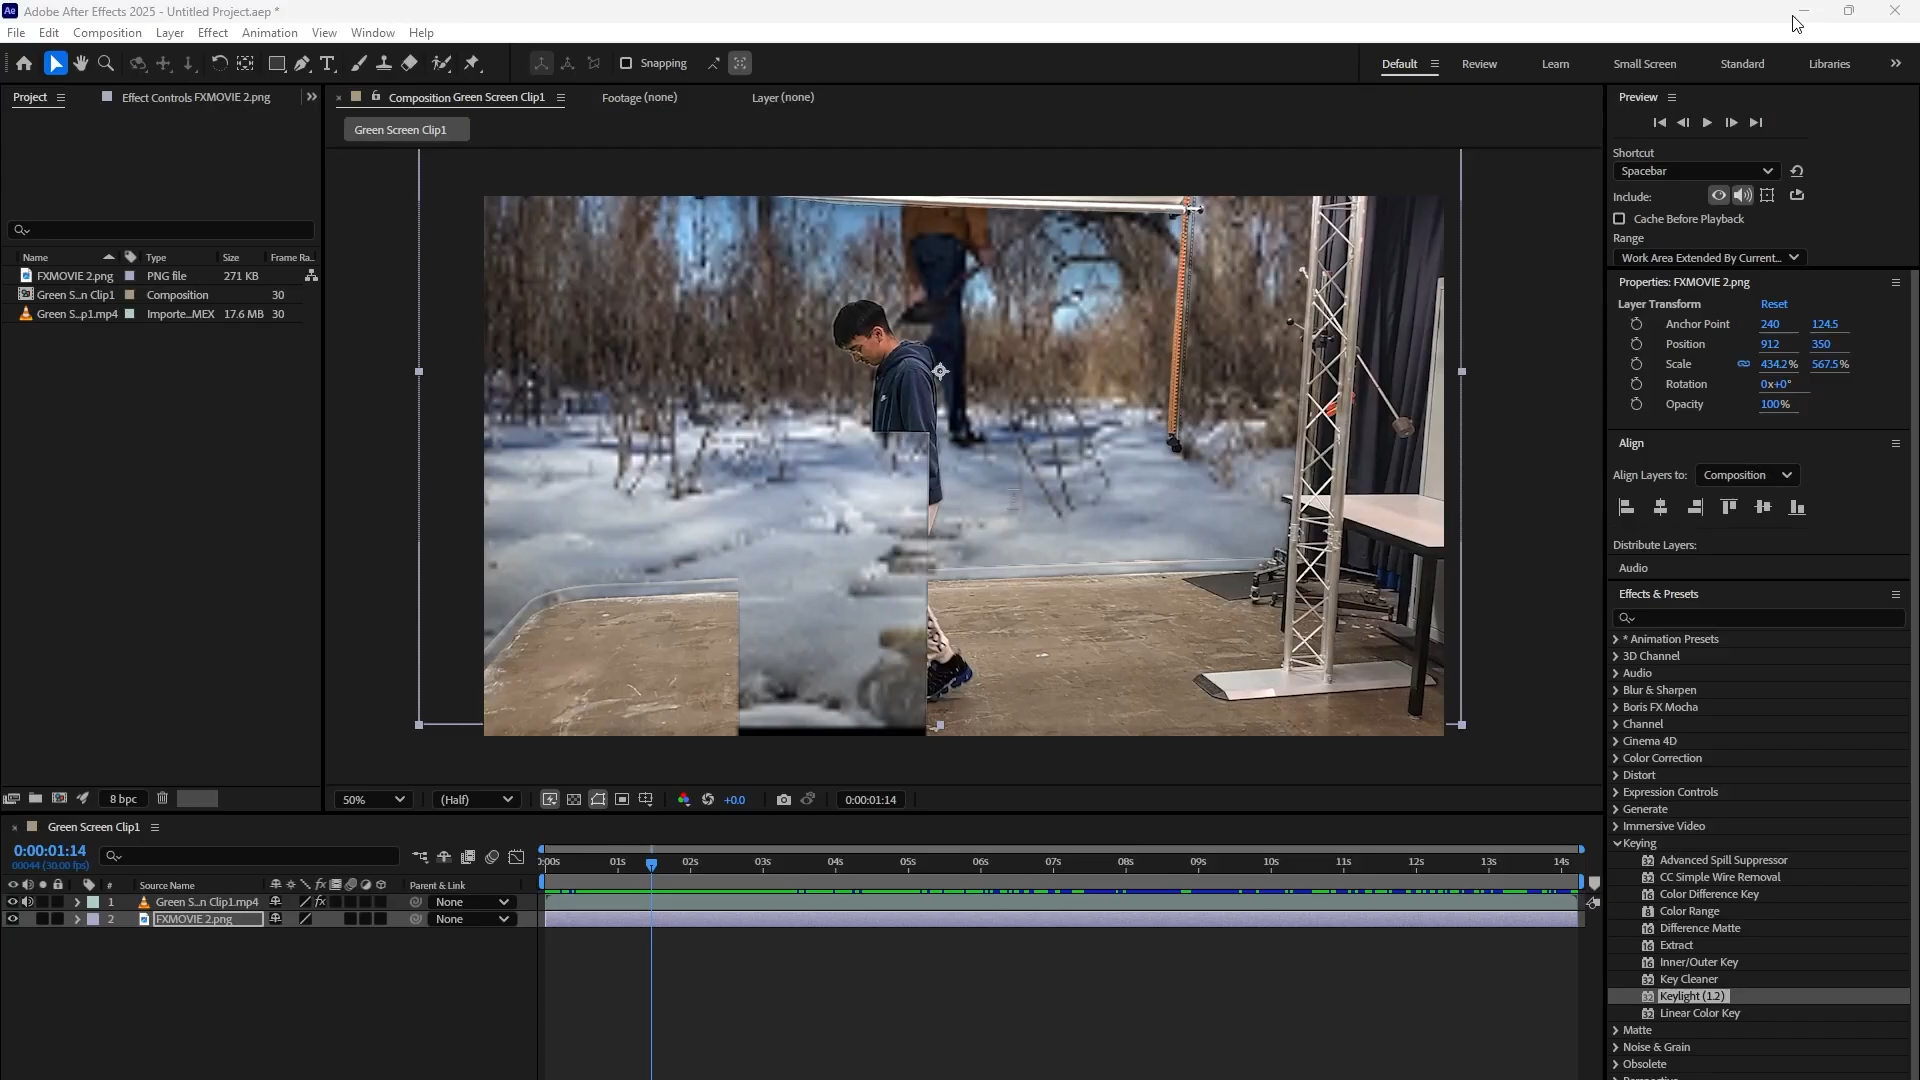 Adobe After Effects 2025 - Untitled Project.aep *
File Edit Composition Layer Effect Animation View Window Help
Snapping
Default Review Learn Small Screen Standard Libraries
Project Effect Controls FXMOVIE 2.png
Composition Green Screen Clip1 Footage (none) Layer (none)
Green Screen Clip1
Name Type Size Frame Ra...
FXMOVIE 2.png PNG file 271 KB
Green S...n Clip1 Composition 30
Green S...p1.mp4 Importe...MEX 17.6 MB 30
8 bpc
50% (Half) +0.0 0:00:01:14
Preview
Shortcut
Spacebar
Include:
Cache Before Playback
Range
Work Area Extended By Current...
Properties: FXMOVIE 2.png
Layer Transform Reset
Anchor Point 240 124.5
Position 912 350
Scale 434.2% 567.5%
Rotation 0x+0°
Opacity 100%
Align
Align Layers to: Composition
Distribute Layers:
Audio
Effects & Presets
* Animation Presets
3D Channel
Audio
Blur & Sharpen
Boris FX Mocha
Channel
Cinema 4D
Color Correction
Distort
Expression Controls
Generate
Immersive Video
Keying
Advanced Spill Suppressor
CC Simple Wire Removal
Color Difference Key
Color Range
Difference Matte
Extract
Inner/Outer Key
Key Cleaner
Keylight (1.2)
Linear Color Key
Matte
Noise & Grain
Obsolete
Green Screen Clip1
0:00:01:14
00044 (30.00 fps)
0:00s 01s 02s 03s 04s 05s 06s 07s 08s 09s 10s 11s 12s 13s 14s
# Source Name fx Parent & Link
1 Green S...n Clip1.mp4 fx None
2 FXMOVIE 2.png None